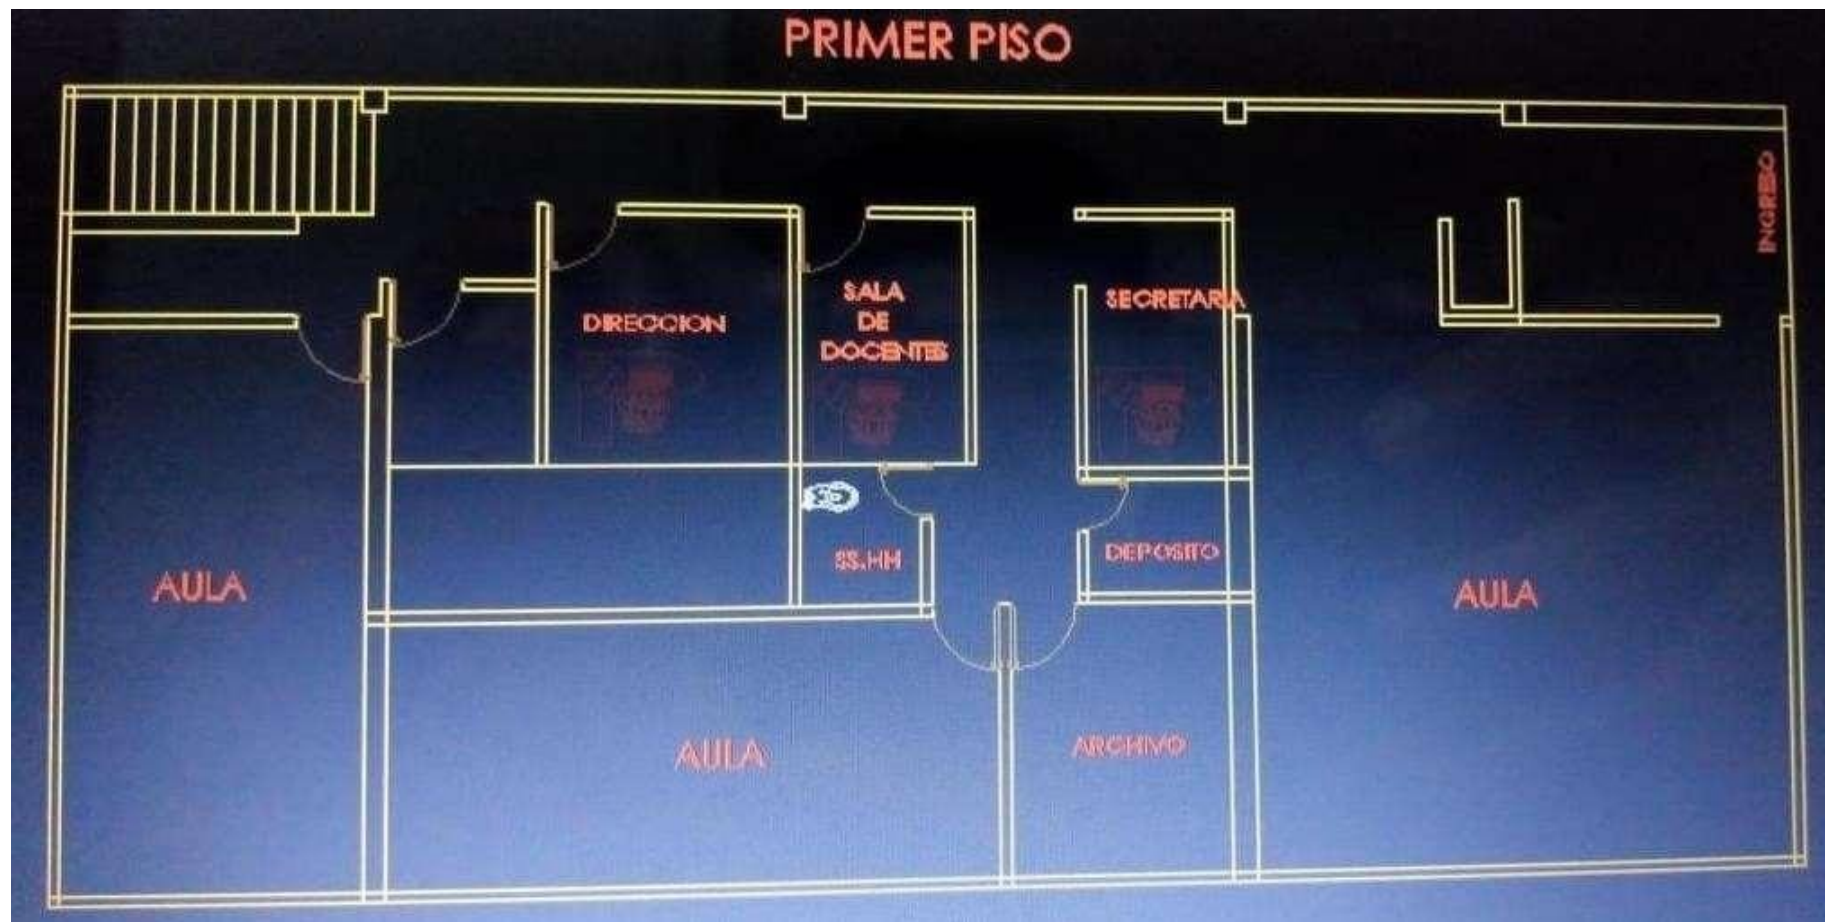 PRIMER PISO
INGRESO
DIRECCION
SALA
DE
DOCENTES
SECRETARIA
SS.HH
DEPOSITO
AULA
AULA
AULA
ARCHIVO